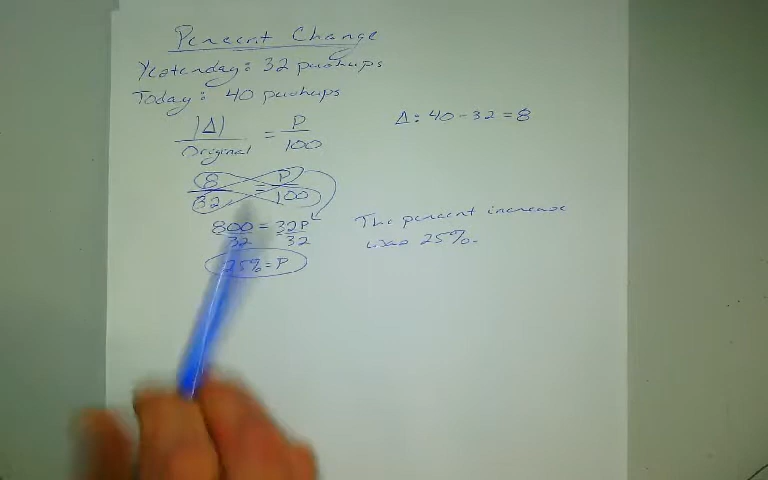 Percent Change
Yesterday: 32 pushups
Today: 40 pushups
|Δ| / Original = P / 100
Δ: 40 - 32 = 8
8 / 32 = P / 100
800 / 32 = 32P / 32
25% = P
The percent increase
was 25%.